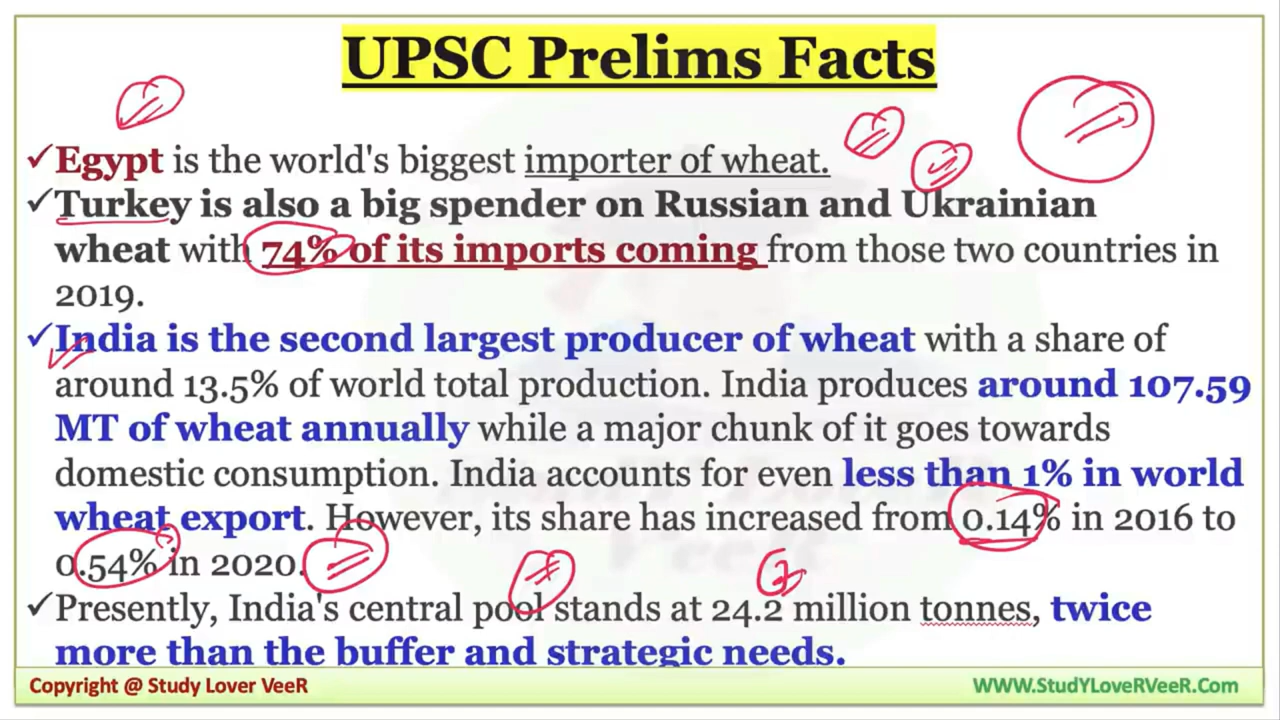 UPSC Prelims Facts
✓Egypt is the world's biggest importer of wheat.
✓Turkey is also a big spender on Russian and Ukrainian
wheat with 74% of its imports coming from those two countries in
2019.
✓India is the second largest producer of wheat with a share of
around 13.5% of world total production. India produces around 107.59
MT of wheat annually while a major chunk of it goes towards
domestic consumption. India accounts for even less than 1% in world
wheat export. However, its share has increased from 0.14% in 2016 to
0.54% in 2020.
✓Presently, India's central pool stands at 24.2 million tonnes, twice
more than the buffer and strategic needs.
Copyright @ Study Lover VeeR
WWW.StudYLoveRVeeR.Com